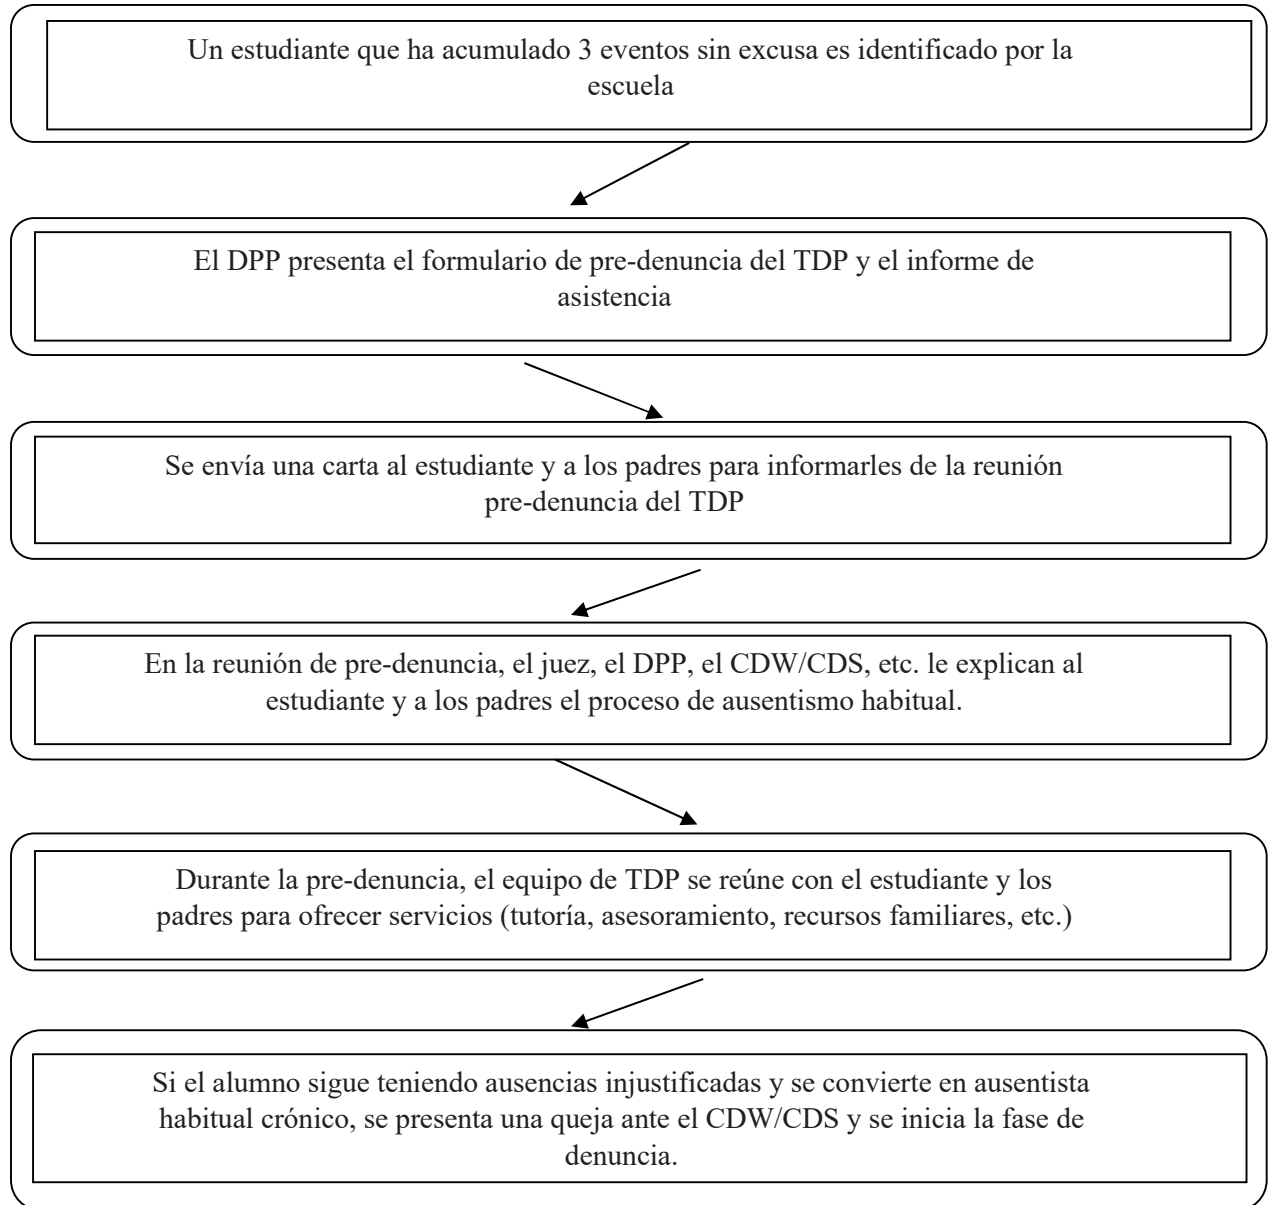 Un estudiante que ha acumulado 3 eventos sin excusa es identificado por la
escuela
El DPP presenta el formulario de pre-denuncia del TDP y el informe de
asistencia
Se envía una carta al estudiante y a los padres para informarles de la reunión
pre-denuncia del TDP
En la reunión de pre-denuncia, el juez, el DPP, el CDW/CDS, etc. le explican al
estudiante y a los padres el proceso de ausentismo habitual.
Durante la pre-denuncia, el equipo de TDP se reúne con el estudiante y los
padres para ofrecer servicios (tutoría, asesoramiento, recursos familiares, etc.)
Si el alumno sigue teniendo ausencias injustificadas y se convierte en ausentista
habitual crónico, se presenta una queja ante el CDW/CDS y se inicia la fase de
denuncia.